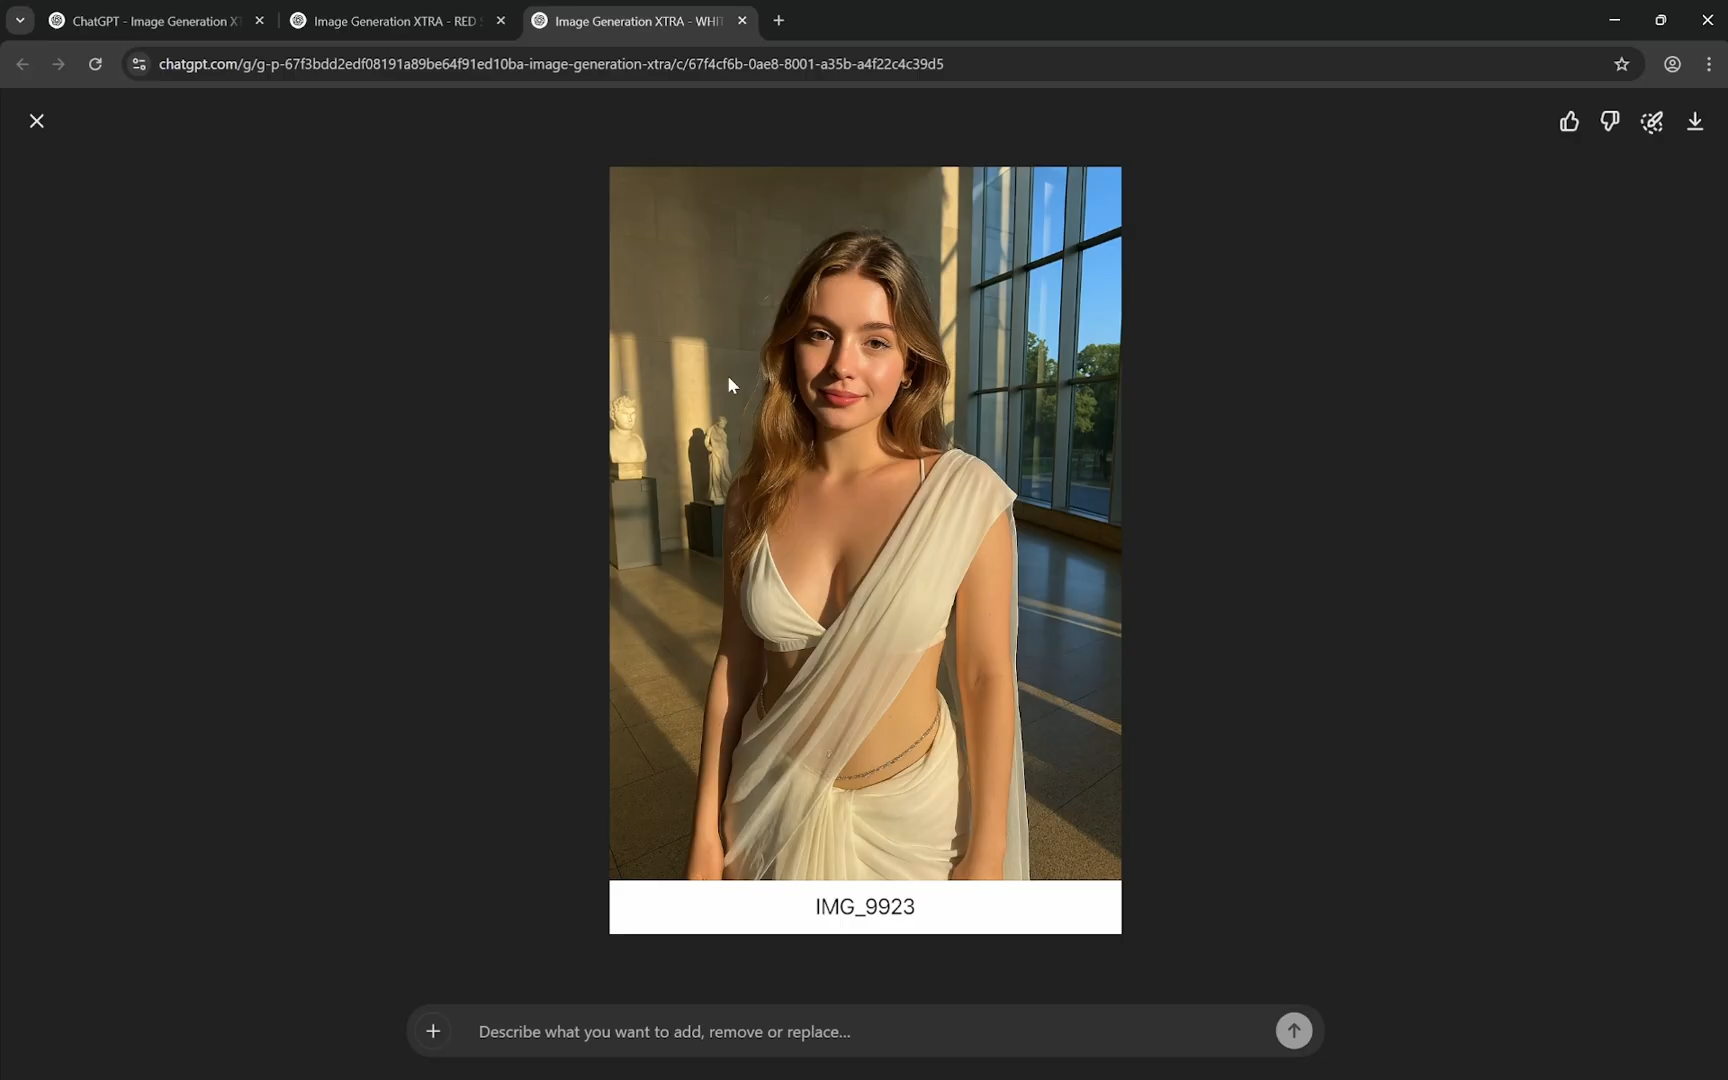 ChatGPT - Image Generation X
Image Generation XTRA - RED
Image Generation XTRA - WHI
chatgpt.com/g/g-p-67f3bdd2edf08191a89be64f91ed10ba-image-generation-xtra/c/67f4cf6b-0ae8-8001-a35b-a4f22c4c39d5
IMG_9923
Describe what you want to add, remove or replace...